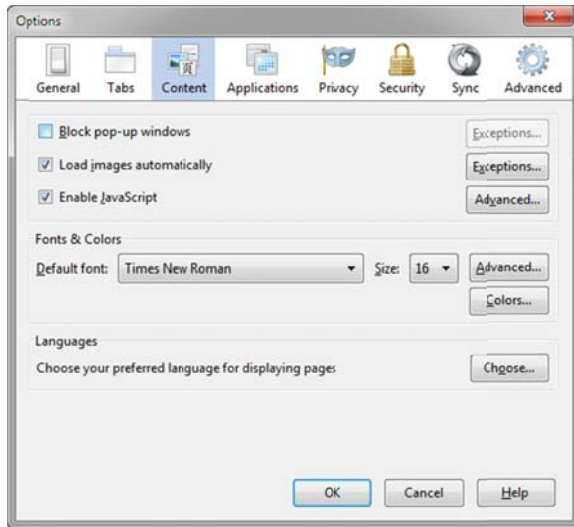 Options
General Tabs Content Applications Privacy Security Sync Advanced
Block pop-up windows Exceptions...
Load images automatically Exceptions...
Enable JavaScript Advanced...
Fonts & Colors
Default font: Times New Roman Size: 16 Advanced...
Colors...
Languages
Choose your preferred language for displaying pages Choose...
OK Cancel Help